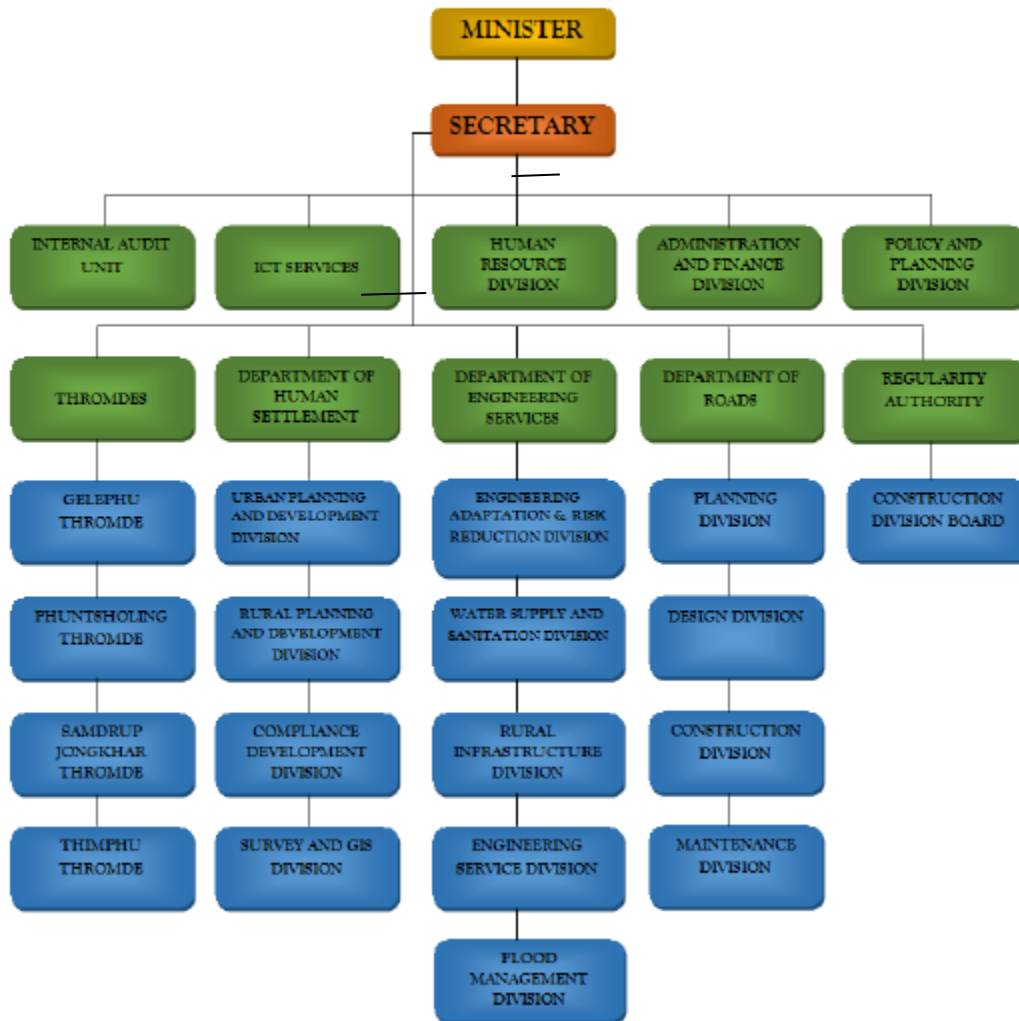 MINISTER
SECRETARY
INTERNAL AUDIT
UNIT
ICT SERVICES
HUMAN
RESOURCE
DIVISION
ADMINISTRATION
AND FINANCE
DIVISION
POLICY AND
PLANNING
DIVISION
THROMDES
DEPARTMENT OF
HUMAN
SETTLEMENT
DEPARTMENT OF
ENGINEERING
SERVICES
DEPARTMENT OF
ROADS
REGULARITY
AUTHORITY
GELEPHU
THROMDE
URBAN PLANNING
AND DEVELOPMENT
DIVISION
ENGINEERING
ADAPTATION & RISK
REDUCTION DIVISION
PLANNING
DIVISION
CONSTRUCTION
DIVISION BOARD
PHUNTSHOLING
THROMDE
RURAL PLANNING
AND DEVELOPMENT
DIVISION
WATER SUPPLY AND
SANITATION DIVISION
DESIGN DIVISION
SAMDRUP
JONGKHAR
THROMDE
COMPLIANCE
DEVELOPMENT
DIVISION
RURAL
INFRASTRUCTURE
DIVISION
CONSTRUCTION
DIVISION
THIMPHU
THROMDE
SURVEY AND GIS
DIVISION
ENGINEERING
SERVICE DIVISION
MAINTENANCE
DIVISION
FLOOD
MANAGEMENT
DIVISION